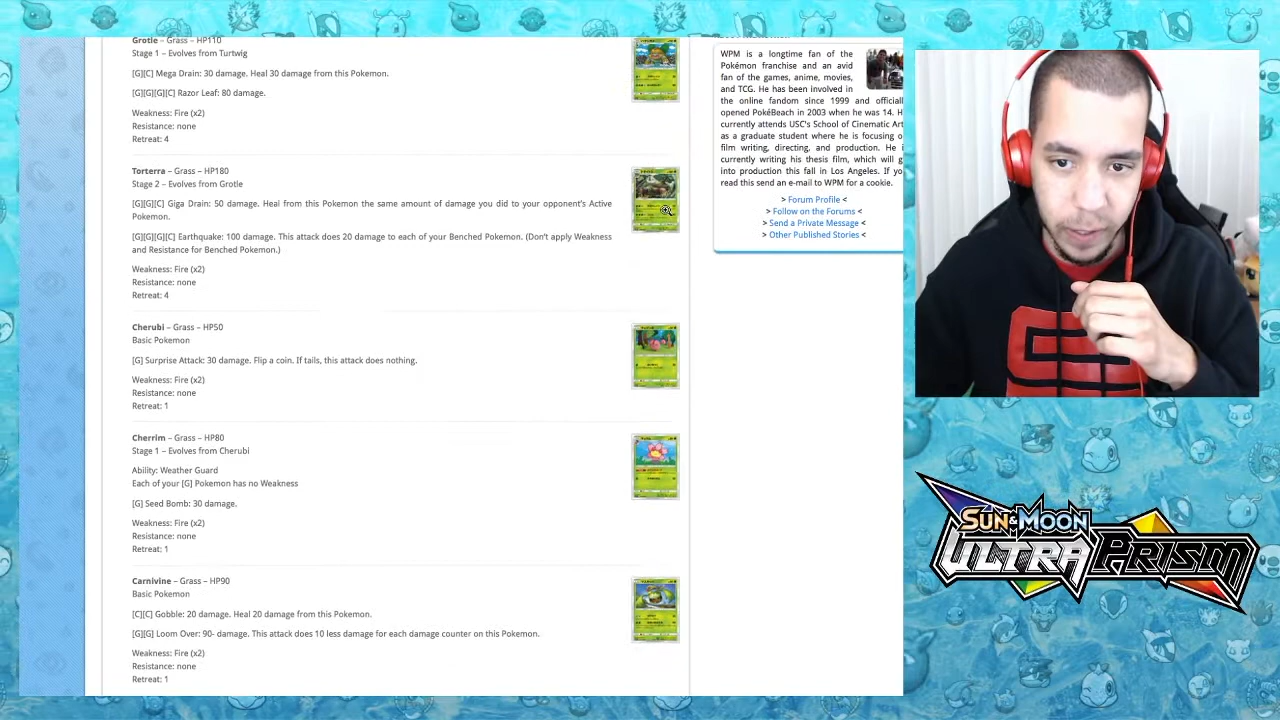 Grotle – Grass – HP110
Stage 1 – Evolves from Turtwig
[G][C] Mega Drain: 30 damage. Heal 30 damage from this Pokemon.
[G][G][G][C] Razor Leaf: 80 damage.
Weakness: Fire (x2)
Resistance: none
Retreat: 4
Torterra – Grass – HP180
Stage 2 – Evolves from Grotle
[G][G][C] Giga Drain: 50 damage. Heal from this Pokemon the same amount of damage you did to your opponent's Active
Pokemon.
[G][G][G][C] Earthquake: 100 damage. This attack does 20 damage to each of your Benched Pokemon. (Don't apply Weakness
and Resistance for Benched Pokemon.)
Weakness: Fire (x2)
Resistance: none
Retreat: 4
Cherubi – Grass – HP50
Basic Pokemon
[G] Surprise Attack: 30 damage. Flip a coin. If tails, this attack does nothing.
Weakness: Fire (x2)
Resistance: none
Retreat: 1
Cherrim – Grass – HP80
Stage 1 – Evolves from Cherubi
Ability: Weather Guard
Each of your [G] Pokemon has no Weakness
[G] Seed Bomb: 30 damage.
Weakness: Fire (x2)
Resistance: none
Retreat: 1
Carnivine – Grass – HP90
Basic Pokemon
[C][C] Gobble: 20 damage. Heal 20 damage from this Pokemon.
[G][G] Loom Over: 90- damage. This attack does 10 less damage for each damage counter on this Pokemon.
Weakness: Fire (x2)
Resistance: none
Retreat: 1
WPM is a longtime fan of the
Pokémon franchise and an avid
fan of the games, anime, movies,
and TCG. He has been involved in
the online fandom since 1999 and officiall
opened PokéBeach in 2003 when he was 14. H
currently attends USC's School of Cinematic Art
as a graduate student where he is focusing o
film writing, directing, and production. He i
currently writing his thesis film, which will g
into production this fall in Los Angeles. If yo
read this send an e-mail to WPM for a cookie.
> Forum Profile <
> Follow on the Forums <
> Send a Private Message <
> Other Published Stories <
SUN & MOON
ULTRA PRISM